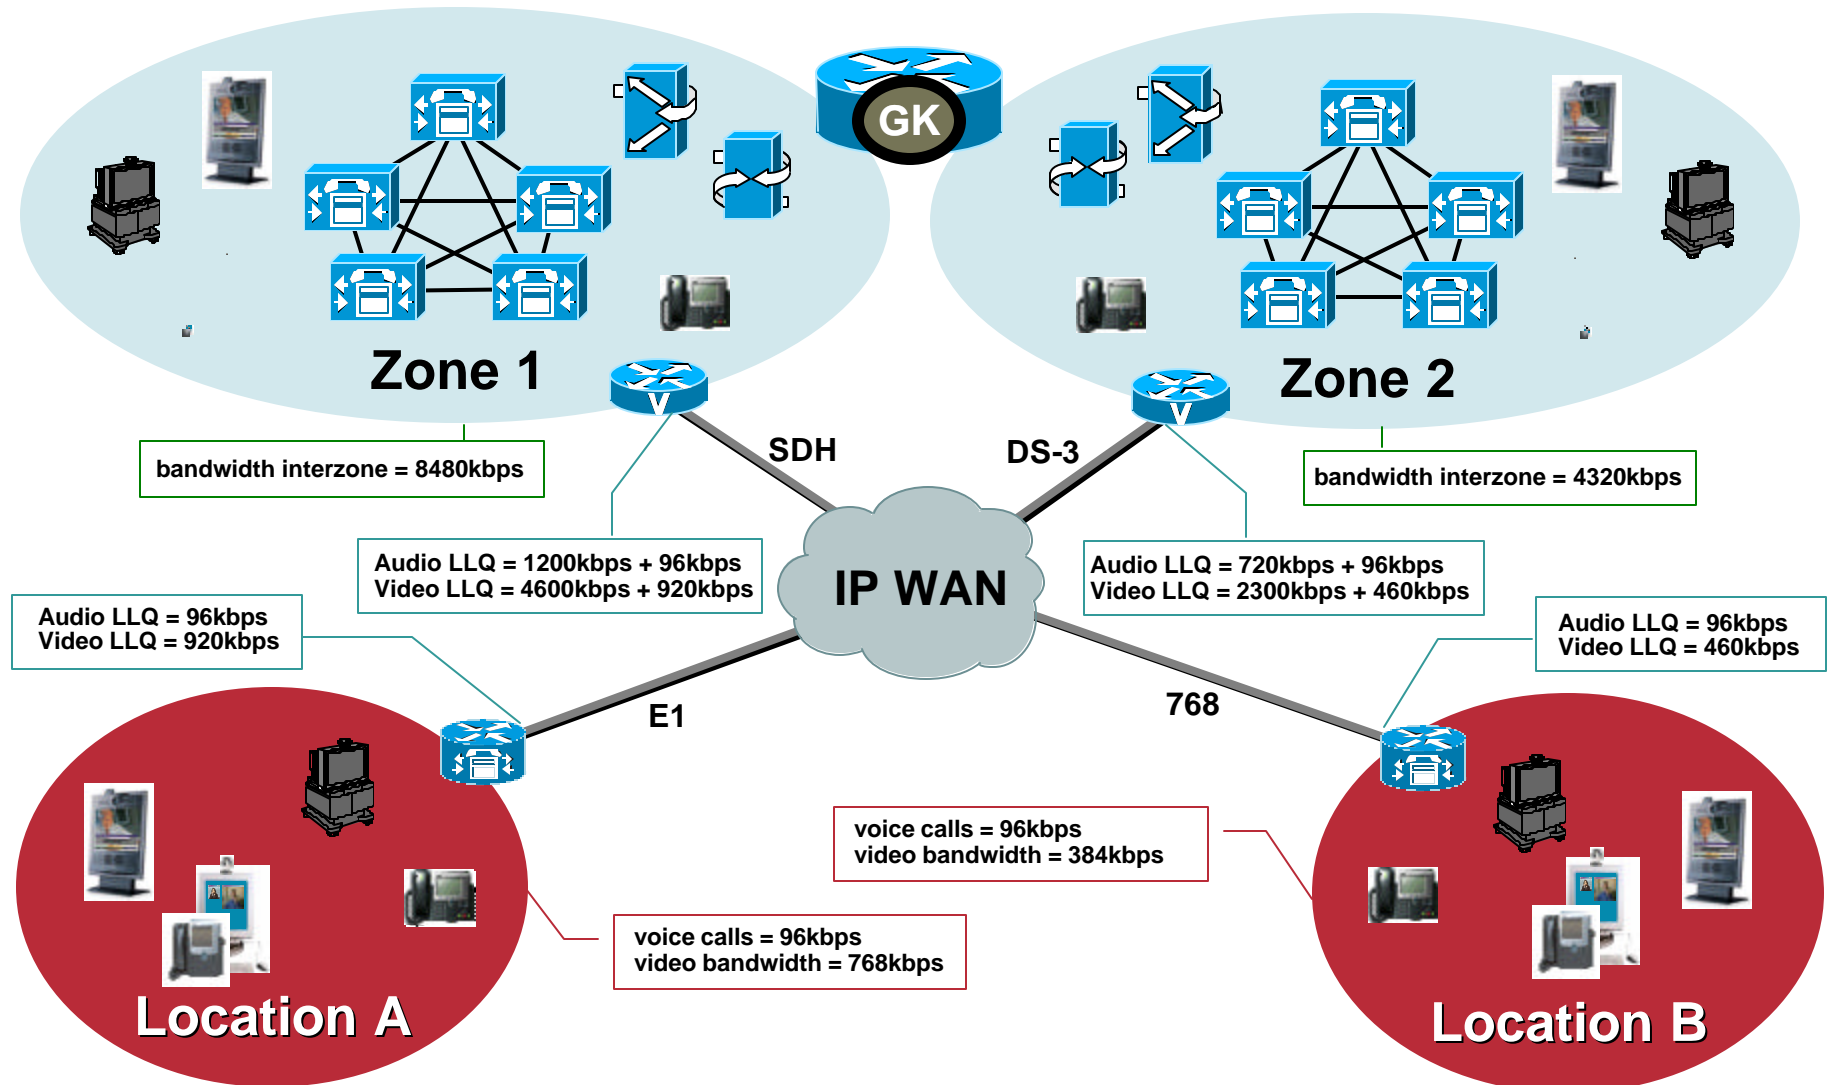 GK
Zone 1
Zone 2
V
V
SDH
DS-3
bandwidth interzone = 8480kbps
bandwidth interzone = 4320kbps
Audio LLQ = 1200kbps + 96kbps
Video LLQ = 4600kbps + 920kbps
Audio LLQ = 720kbps + 96kbps
Video LLQ = 2300kbps + 460kbps
IP WAN
Audio LLQ = 96kbps
Video LLQ = 920kbps
Audio LLQ = 96kbps
Video LLQ = 460kbps
E1
768
voice calls = 96kbps
video bandwidth = 384kbps
voice calls = 96kbps
video bandwidth = 768kbps
Location A
Location B